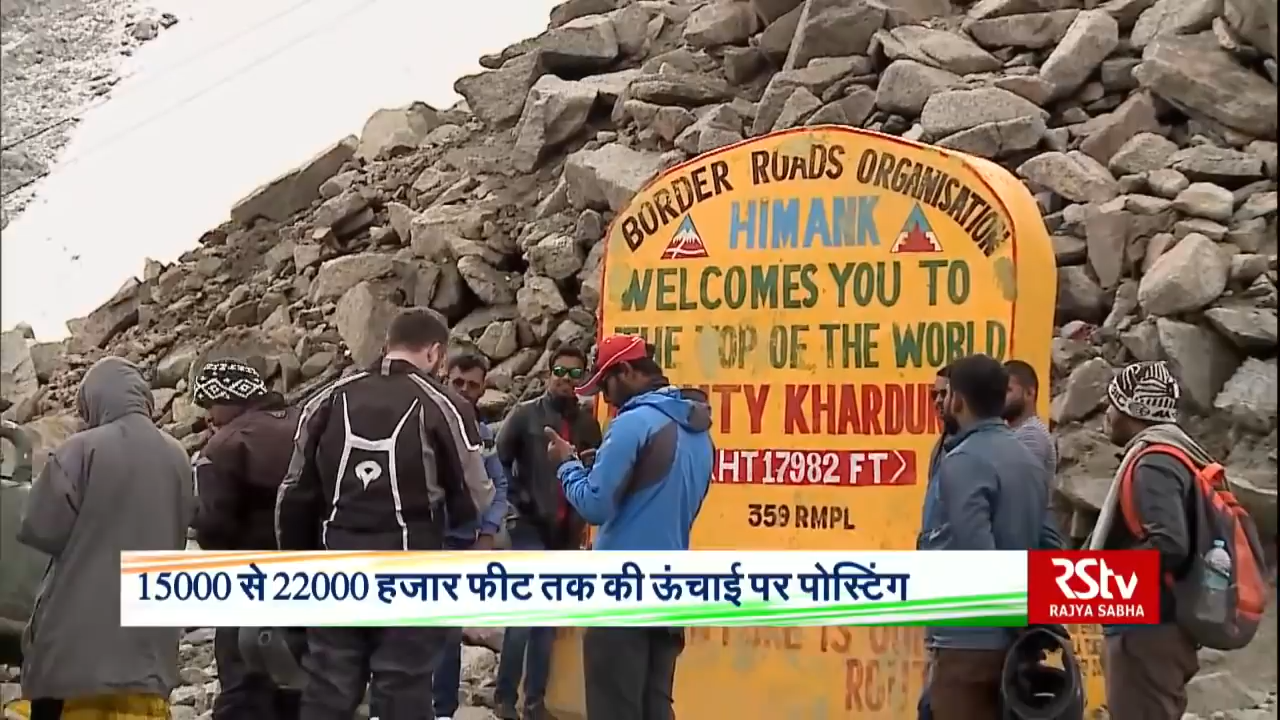 BORDER ROADS ORGANISATION
HIMANK
WELCOMES YOU TO
THE TOP OF THE WORLD
HT 17982 FT
359 RMPL
15000 से 22000 हजार फीट तक की ऊंचाई पर पोस्टिंग
RStv
RAJYA SABHA
IS